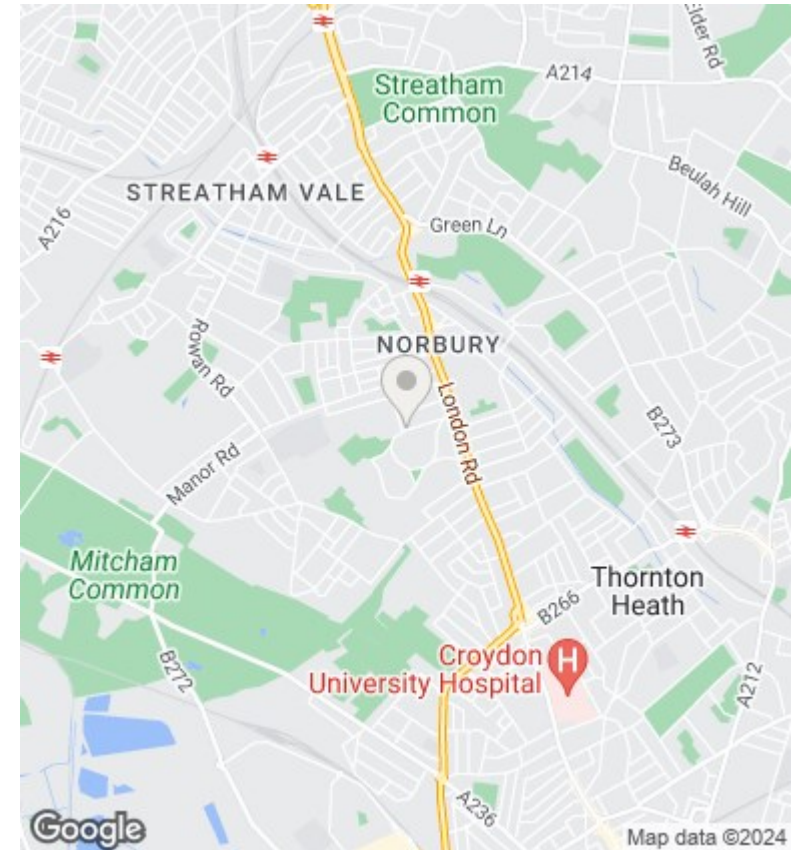 Elder Rd
A214
Streatham
Common
Beulah Hill
STREATHAM VALE
A216
Green Ln
Rowan Rd
NORBURY
London Rd
B273
Manor Rd
Mitcham
Common
Thornton
Heath
B266
Croydon
University Hospital
H
B272
A212
A236
Google
Map data ©2024